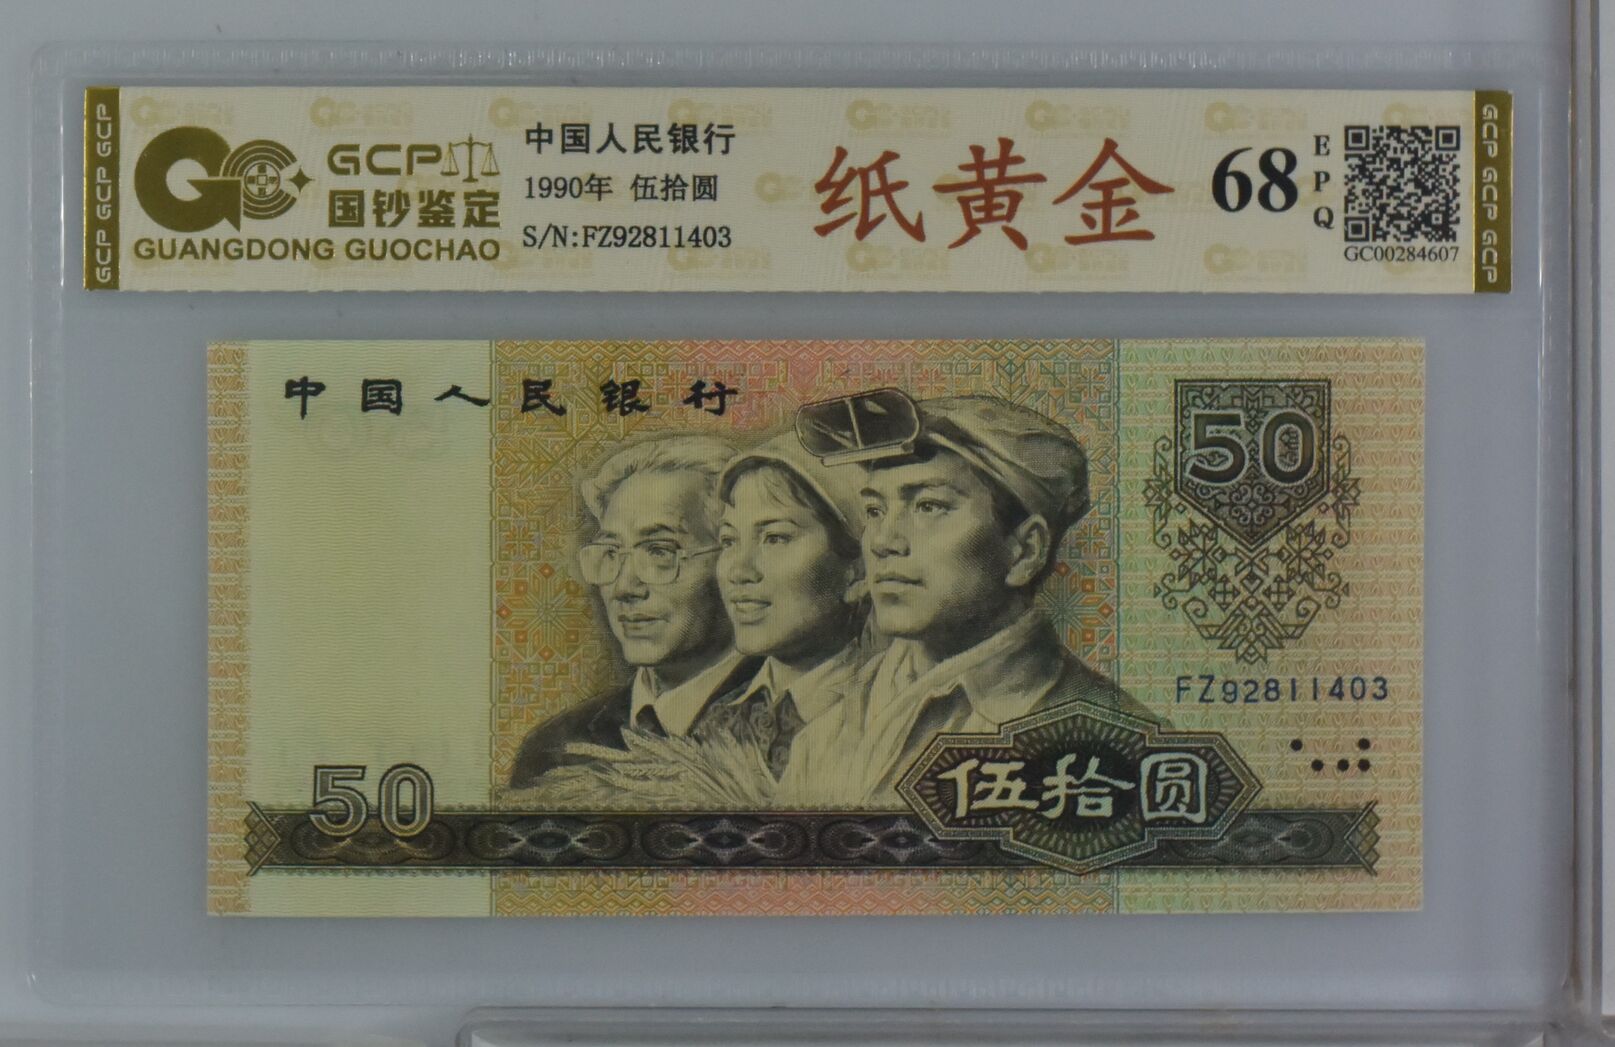 GCP GCP GCP
GCP
国钞鉴定
GUANGDONG GUOCHAO
中国人民银行
1990年 伍拾圆
S/N:FZ92811403
纸黄金
68
EPQ
GC00284607
GCP GCP GCP
中国人民银行
50
FZ92811403
50
伍拾圆